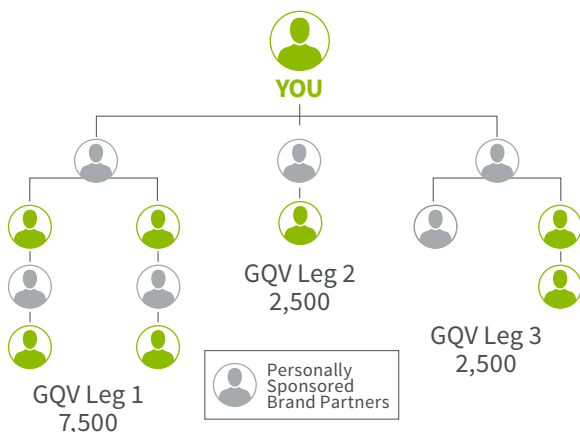 YOU
GQV Leg 1
7,500
GQV Leg 2
2,500
GQV Leg 3
2,500
Personally
Sponsored
Brand Partners